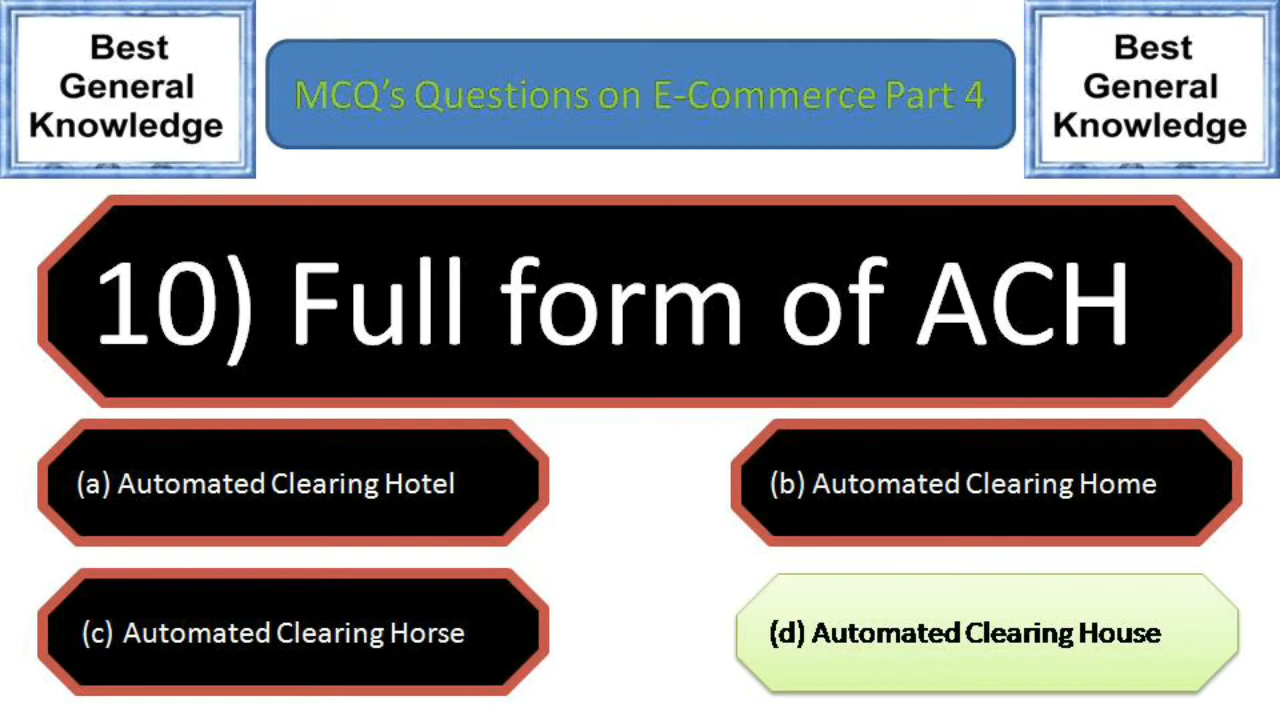 Best
General
Knowledge
MCQ's Questions on E-Commerce Part 4
Best
General
Knowledge
10) Full form of ACH
(a) Automated Clearing Hotel
(b) Automated Clearing Home
(c) Automated Clearing Horse
(d) Automated Clearing House